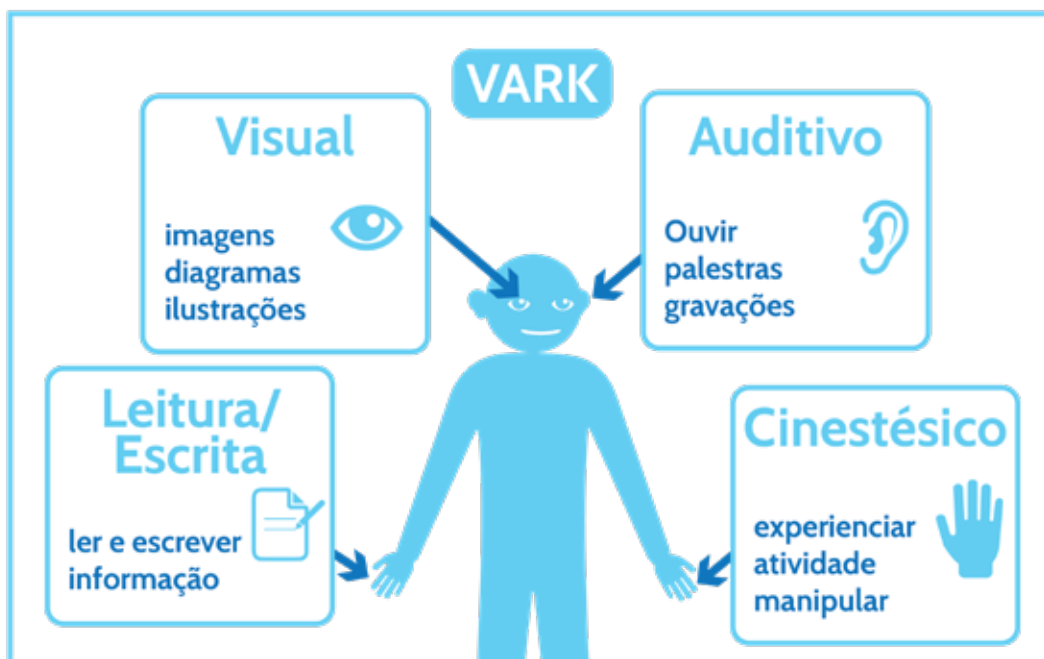 VARK
Visual
imagens
diagramas
ilustrações
Auditivo
Ouvir
palestras
gravações
Leitura/
Escrita
ler e escrever
informação
Cinestésico
experienciar
atividade
manipular